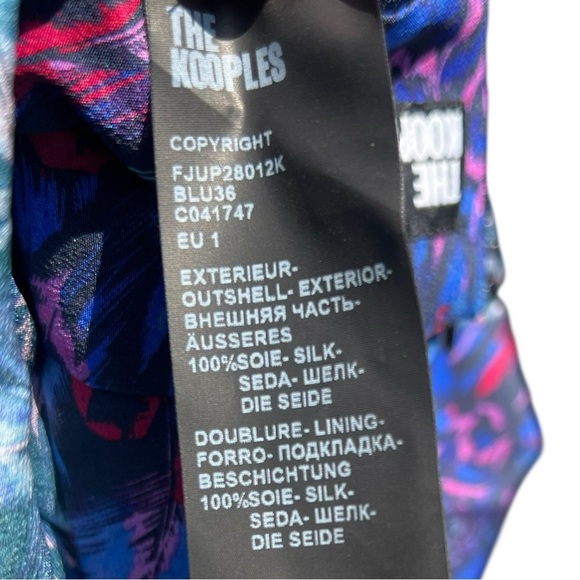 THE
KOOPLES
COPYRIGHT
FJUP28012K
BLU36
C041747
EU 1
EXTERIEUR-
OUTSHELL- EXTERIOR-
ВНЕШНЯЯ ЧАСТЬ-
ÄUSSERES
100%SOIE- SILK-
SEDA- ШЕЛК-
DIE SEIDE
DOUBLURE- LINING-
FORRO- ПОДКЛАДКА-
BESCHICHTUNG
100%SOIE- SILK-
SEDA- ШЕЛК-
DIE SEIDE
THE